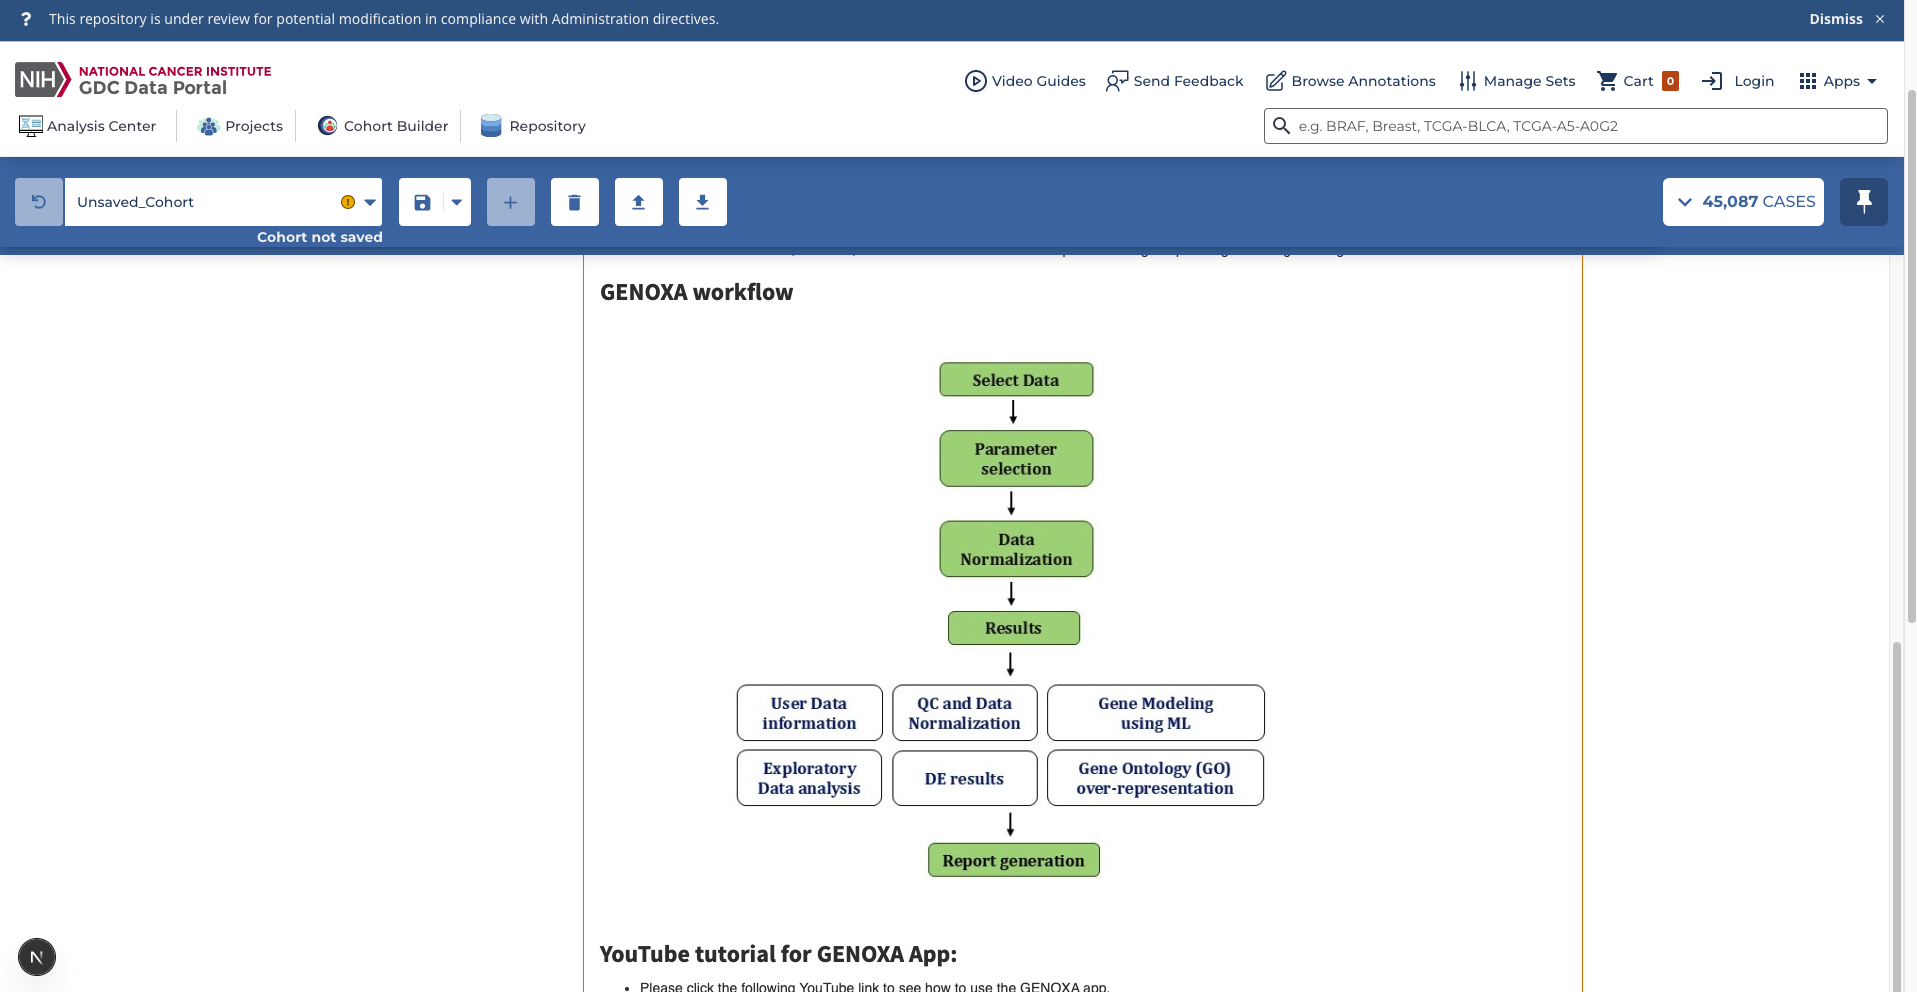 ? This repository is under review for potential modification in compliance with Administration directives. Dismiss ×
NIH NATIONAL CANCER INSTITUTE
GDC Data Portal
Video Guides Send Feedback Browse Annotations Manage Sets Cart 0 Login Apps
Analysis Center Projects Cohort Builder Repository
e.g. BRAF, Breast, TCGA-BLCA, TCGA-A5-A0G2
Unsaved_Cohort
45,087 CASES
Cohort not saved
GENOXA workflow
Select Data
Parameter
selection
Data
Normalization
Results
User Data
information
QC and Data
Normalization
Gene Modeling
using ML
Exploratory
Data analysis
DE results
Gene Ontology (GO)
over-representation
Report generation
N
YouTube tutorial for GENOXA App:
• Please click the following YouTube link to see how to use the GENOXA app.